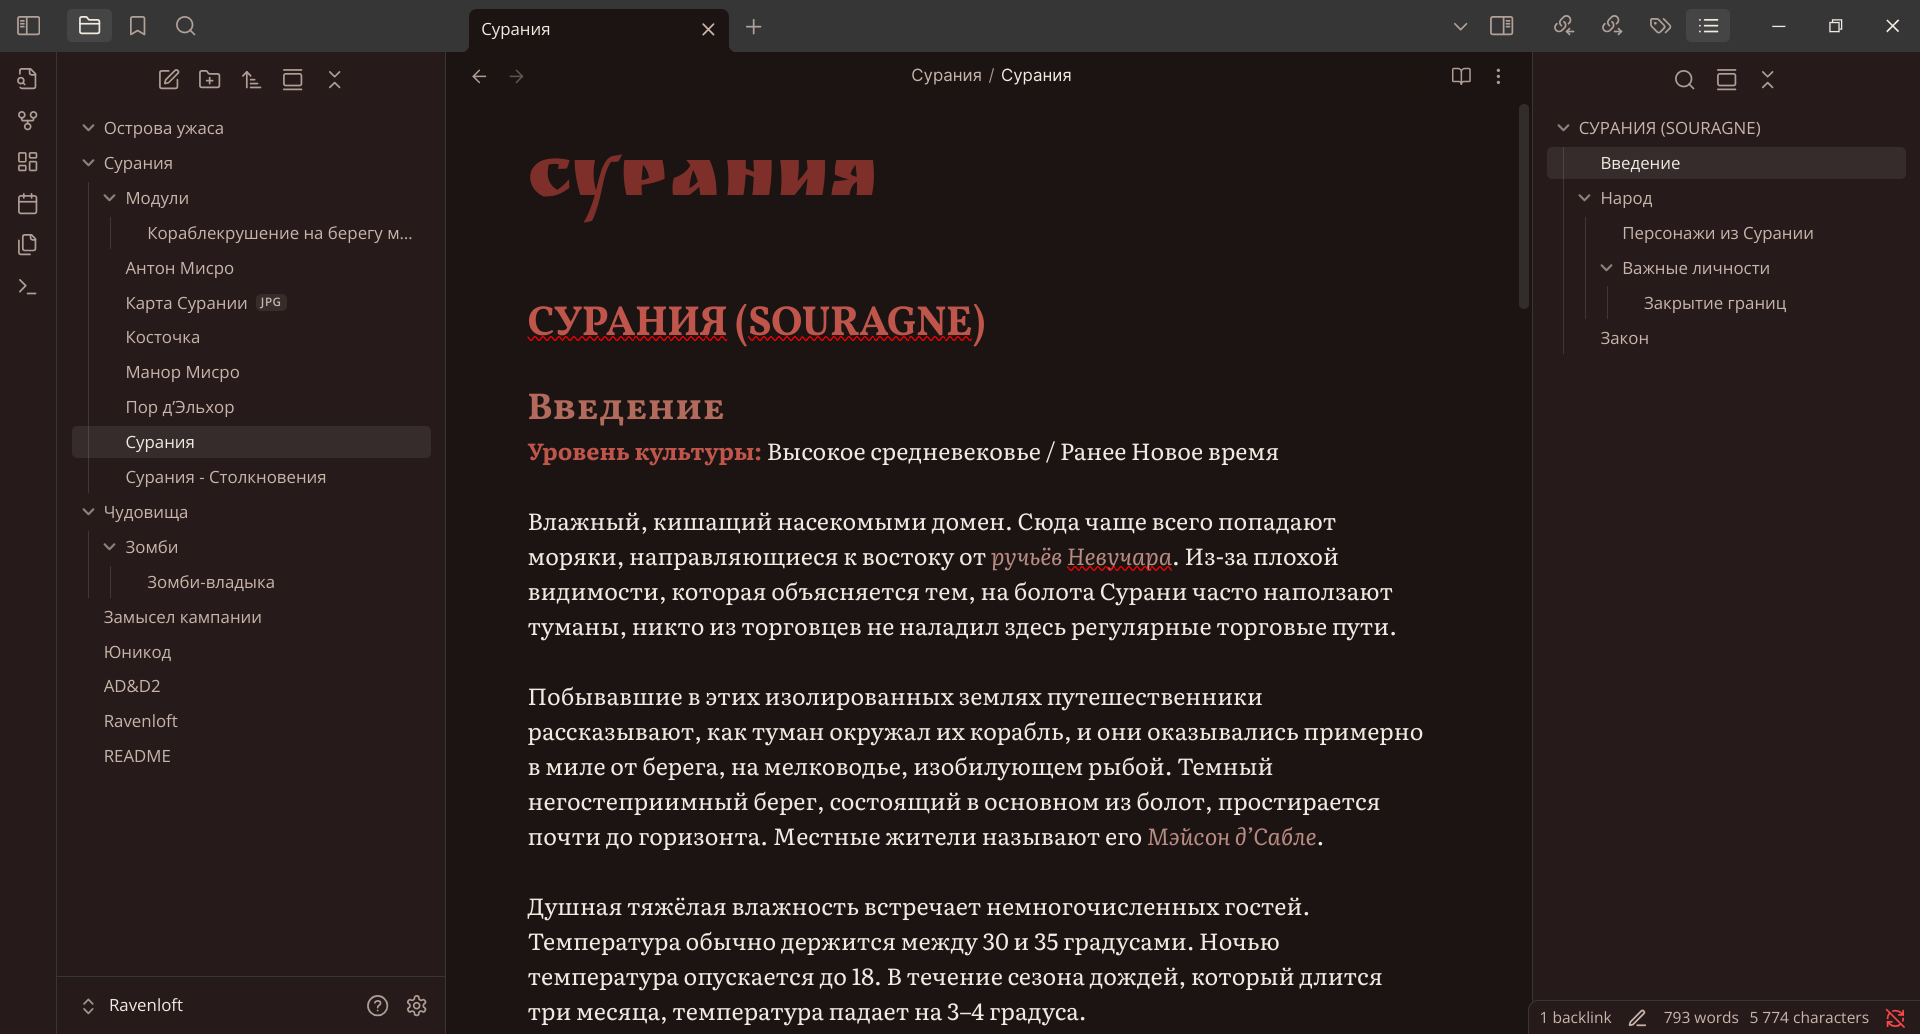 Сурания
Сурания / Сурания
Острова ужаса
Сурания
Модули
Кораблекрушение на берегу м...
Антон Мисро
Карта Сурании JPG
Косточка
Манор Мисро
Пор д’Эльхор
Сурания
Сурания - Столкновения
Чудовища
Зомби
Зомби-владыка
Замысел кампании
Юникод
AD&D2
Ravenloft
README
Ravenloft
сурания
СУРАНИЯ (SOURAGNE)
Введение
Уровень культуры: Высокое средневековье / Ранее Новое время
Влажный, кишащий насекомыми домен. Сюда чаще всего попадают
моряки, направляющиеся к востоку от ручьёв Невучара. Из-за плохой
видимости, которая объясняется тем, на болота Сурани часто наползают
туманы, никто из торговцев не наладил здесь регулярные торговые пути.
Побывавшие в этих изолированных землях путешественники
рассказывают, как туман окружал их корабль, и они оказывались примерно
в миле от берега, на мелководье, изобилующем рыбой. Темный
негостеприимный берег, состоящий в основном из болот, простирается
почти до горизонта. Местные жители называют его Мэйсон д’Сабле.
Душная тяжёлая влажность встречает немногочисленных гостей.
Температура обычно держится между 30 и 35 градусами. Ночью
температура опускается до 18. В течение сезона дождей, который длится
три месяца, температура падает на 3–4 градуса.
СУРАНИЯ (SOURAGNE)
Введение
Народ
Персонажи из Сурании
Важные личности
Закрытие границ
Закон
1 backlink 793 words 5 774 characters